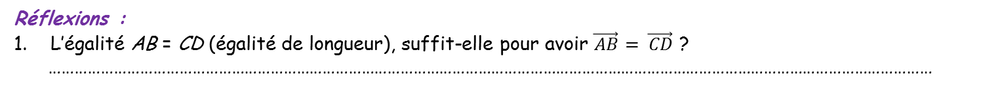 Réflexions :
1. L'égalité AB = CD (égalité de longueur), suffit-elle pour avoir $\overrightarrow{AB} = \overrightarrow{CD}$ ?
……………………………………………………………………………………………………………………………………………………………………………